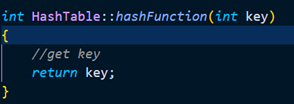 int HashTable::hashFunction(int key)
{
    //get key
    return key;
}